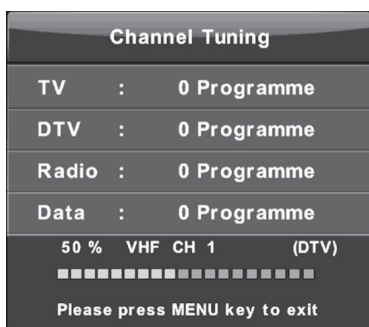 Channel Tuning
TV : 0 Programme
DTV : 0 Programme
Radio : 0 Programme
Data : 0 Programme
50 % VHF CH 1 (DTV)
Please press MENU key to exit